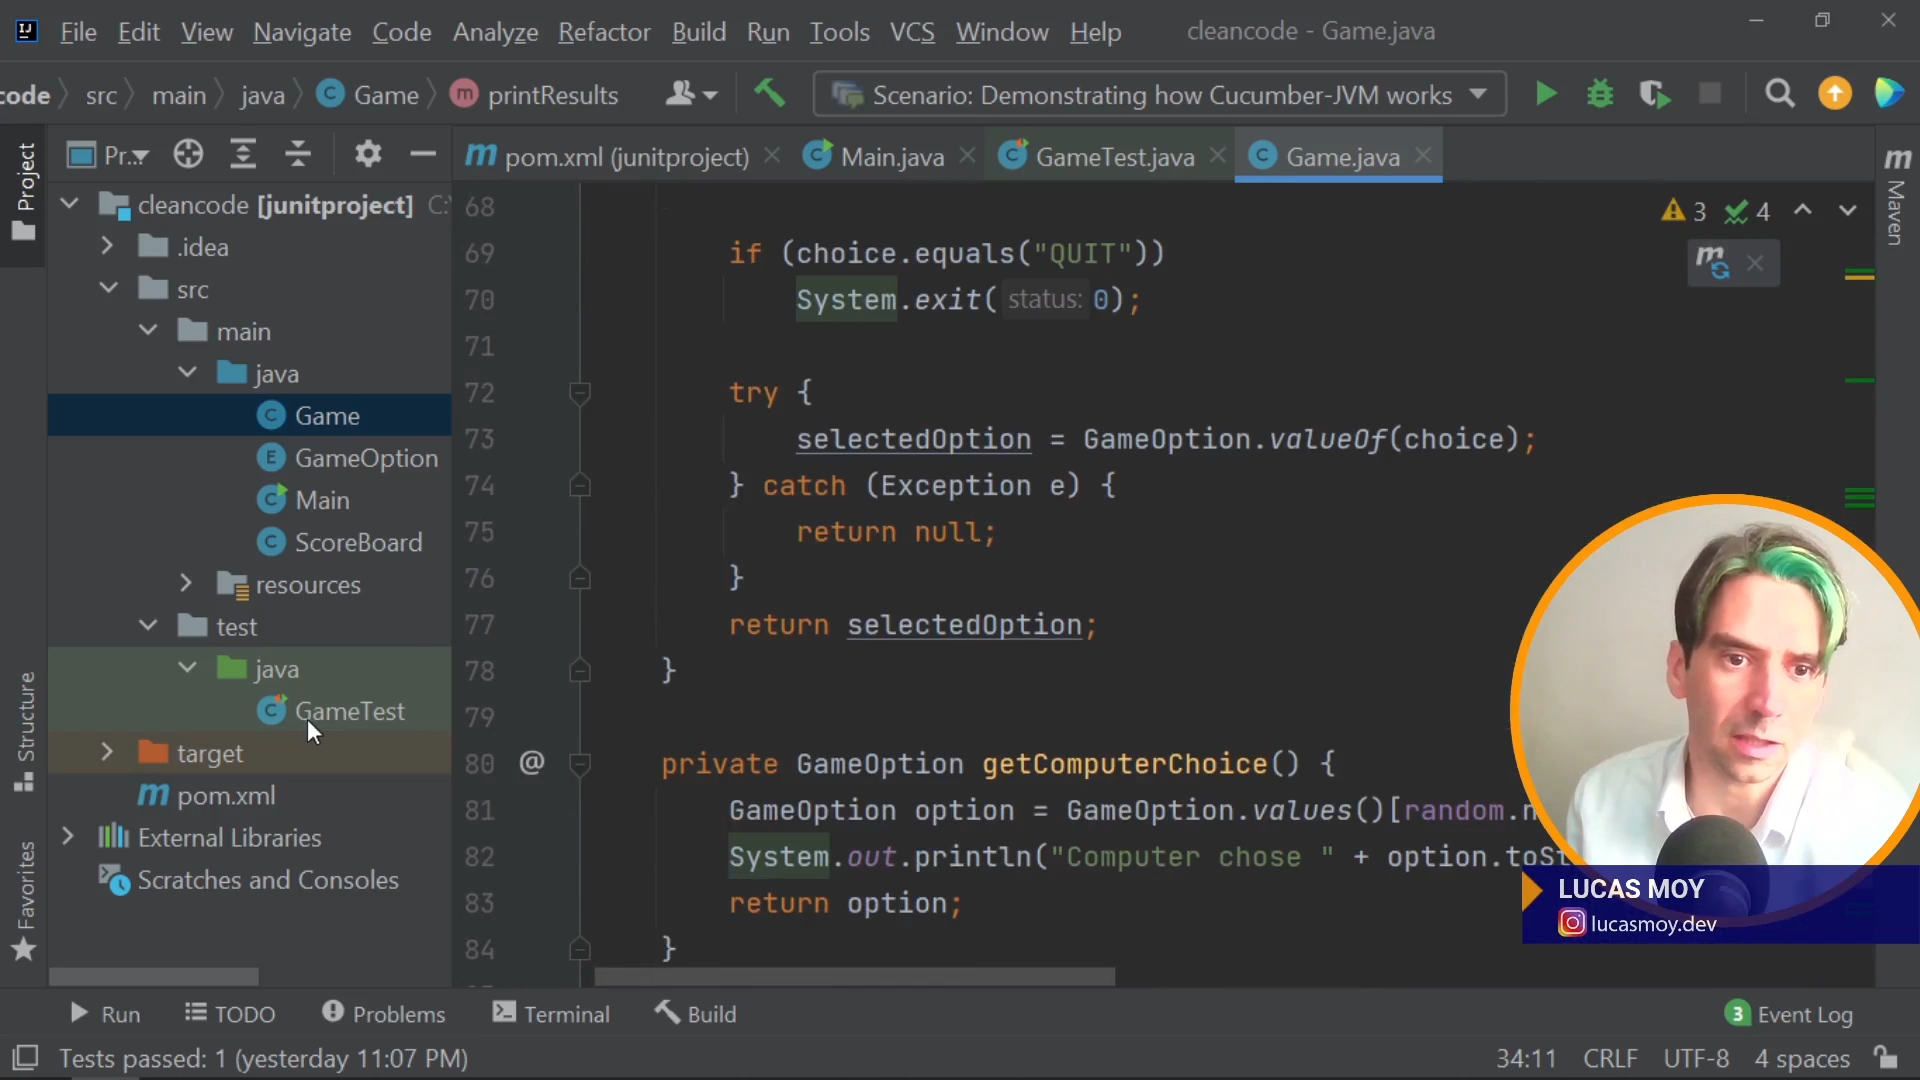 File Edit View Navigate Code Analyze Refactor Build Run Tools VCS Window Help cleancode - Game.java
code src main java Game printResults Scenario: Demonstrating how Cucumber-JVM works
Project
Pr...
pom.xml (junitproject) Main.java GameTest.java Game.java
Maven
cleancode [junitproject] C:\
.idea
src
main
java
Game
GameOption
Main
ScoreBoard
resources
test
java
GameTest
target
pom.xml
External Libraries
Scratches and Consoles
Structure
Favorites
3 4
68
69 if (choice.equals("QUIT"))
70 System.exit( status: 0);
71
72 try {
73 selectedOption = GameOption.valueOf(choice);
74 } catch (Exception e) {
75 return null;
76 }
77 return selectedOption;
78 }
79
80 @ private GameOption getComputerChoice() {
81 GameOption option = GameOption.values()[random.n
82 System.out.println("Computer chose " + option.toSt
83 return option;
84 }
LUCAS MOY
lucasmoy.dev
Run TODO Problems Terminal Build 3 Event Log
Tests passed: 1 (yesterday 11:07 PM) 34:11 CRLF UTF-8 4 spaces